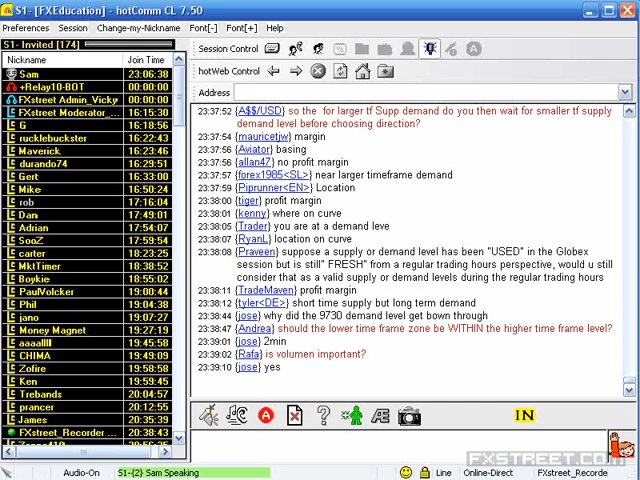 S1- [FXEducation] - hotComm CL 7.50
Preferences Session Change-my-Nickname Font[-] Font[+] Help
S1- Invited [174]
Nickname Join Time
Sam 23:06:38
+Relay10-BOT 00:00:00
FXstreet Admin_Vicky 00:00:00
FXstreet Moderator_... 16:15:30
G 16:18:56
rucklebuckster 16:22:43
Maverick 16:23:46
durando74 16:29:51
Gert 16:33:00
Mike 16:50:24
rob 17:16:04
Dan 17:49:01
Adrian 17:54:07
SooZ 17:59:54
carter 18:23:25
MktTimer 18:38:52
Boykie 18:55:02
PaulVolcker 19:00:44
Phil 19:04:38
jano 19:07:27
Money Magnet 19:27:19
aaaallll 19:45:58
CHIMA 19:49:09
Zofire 19:58:58
Ken 19:59:45
Trebands 20:04:57
prancer 20:12:55
James 20:35:39
FXstreet_Recorder ... 20:38:43
Session Control
hotWeb Control
Address
23:37:52 {A$$/USD} so the for larger tf Supp demand do you then wait for smaller tf supply
demand level before choosing direction?
23:37:54 {mauricetjw} margin
23:37:56 {Aviator} basing
23:37:56 {allan47} no profit margin
23:37:57 {forex1985<SL>} near larger timeframe demand
23:37:59 {Piprunner<EN>} Location
23:38:00 {tiger} profit margin
23:38:01 {kenny} where on curve
23:38:05 {Trader} you are at a demand leve
23:38:07 {RyanL} location on curve
23:38:08 {Praveen} suppose a supply or demand level has been "USED" in the Globex
session but is still" FRESH" from a regular trading hours perspective, would u still
consider that as a valid supply or demand levels during the regular trading hours
23:38:11 {TradeMaven} profit margin
23:38:12 {tyler<DE>} short time supply but long term demand
23:38:44 {jose} why did the 9730 demand level get bown through
23:38:47 {Andrea} should the lower time frame zone be WITHIN the higher time frame level?
23:39:01 {jose} 2min
23:39:02 {Rafa} is volumen important?
23:39:10 {jose} yes
IN
FXSTREET.COM
Audio-On S1-{2} Sam Speaking Line Online-Direct FXstreet_Recorde